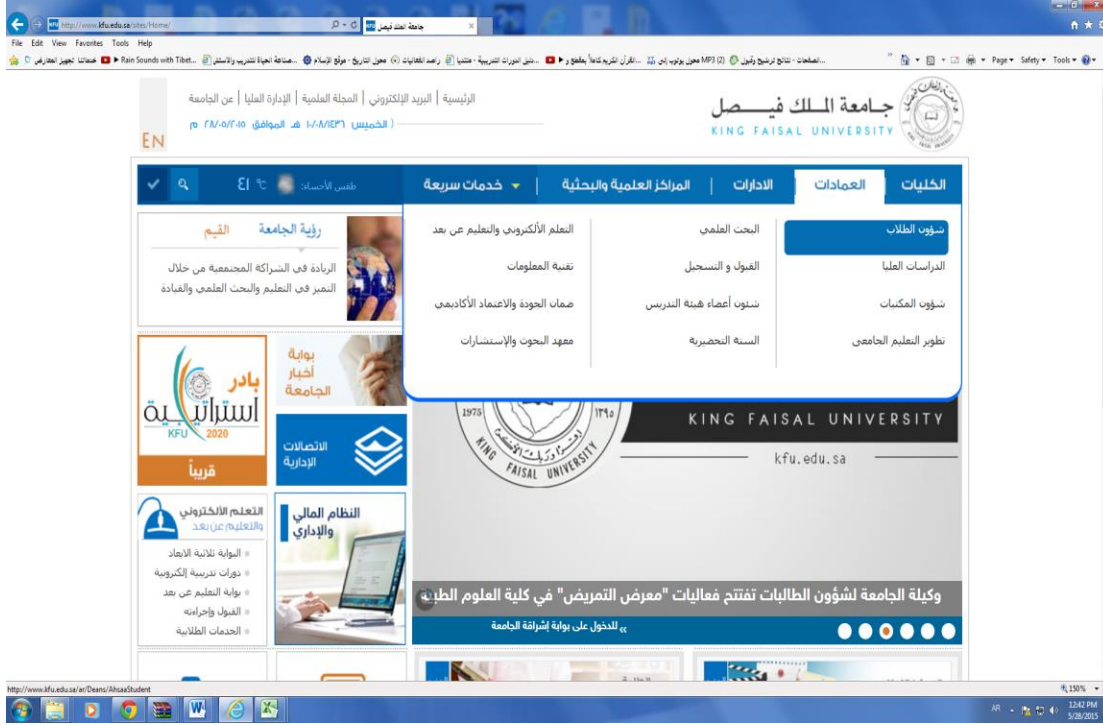 http://www.kfu.edu.sa/sites/Home/
جامعة الملك فيصل
File Edit View Favorites Tools Help
Rain Sounds with Tibet...
Page Safety Tools
الرئيسية | البريد الإلكتروني | المجلة العلمية | الإدارة العليا | عن الجامعة
EN
جامعة الملك فيصل
KING FAISAL UNIVERSITY
الكليات
العمادات
الادارات
المراكز العلمية والبحثية
خدمات سريعة
طقس الأحساء:
٤١ °C
شؤون الطلاب
البحث العلمي
التعلم الألكتروني والتعليم عن بعد
الدراسات العليا
القبول و التسجيل
تقنية المعلومات
شؤون المكتبات
شئون أعضاء هيئة التدريس
ضمان الجودة والاعتماد الأكاديمي
تطوير التعليم الجامعي
السنة التحضيرية
معهد البحوث والإستشارات
رؤية الجامعة
القيم
الريادة في الشراكة المجتمعية من خلال
التميز في التعليم والبحث العلمي والقيادة
بوابة
أخبار
الجامعة
بادر
استراتيجية
KFU 2020
قريباً
الاتصالات
الإدارية
1975
١٣٩٥
KING FAISAL UNIVERSITY
KING FAISAL UNIVERSITY
kfu.edu.sa
النظام المالي
والإداري
التعلم الألكتروني
والتعليم عن بعد
البوابة ثلاثية الابعاد
دورات تدريبية إلكترونية
بوابة التعليم عن بعد
القبول وإجراءته
الخدمات الطلابية
وكيلة الجامعة لشؤون الطالبات تفتتح فعاليات "معرض التمريض" في كلية العلوم الطبية
للدخول على بوابة إشراقة الجامعة
http://www.kfu.edu.sa/ar/Deans/AhsaaStudent
150%
AR
12:42 PM
5/28/2015